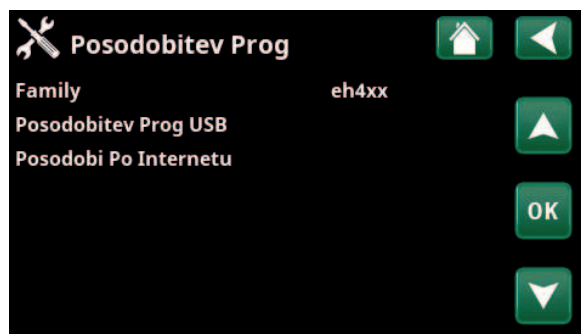 Posodobitev Prog
Family eh4xx
Posodobitev Prog USB
Posodobi Po Internetu
OK